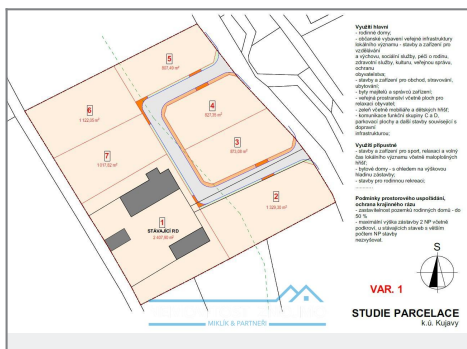 Využití hlavní
- rodinné domy;
- občanské vybavení veřejné infrastruktury
lokálního významu - stavby a zařízení pro
vzdělávání
a výchovu, sociální služby, péči o rodinu,
zdravotní služby, kulturu, veřejnou správu,
ochranu
obyvatelstva;
- stavby a zařízení pro obchod, stravování,
ubytování;
- byty majitelů a správců zařízení;
- veřejná prostranství včetně ploch pro
relaxaci obyvatel;
- zeleň včetně mobiliáře a dětských hřišť;
- komunikace funkční skupiny C a D,
parkovací plochy a další stavby související s
dopravní
infrastrukturou;
Využití přípustné
- stavby a zařízení pro sport, relaxaci a volný
čas lokálního významu včetně maloplošných
hřišť;
- bytové domy - s ohledem na výškovou
hladinu zástavby;
- stavby pro rodinnou rekreaci;
Podmínky prostorového uspořádání,
ochrana krajinného rázu
- zastavitelnost pozemků rodinných domů - do
50 %
- maximální výška zástavby 2 NP včetně
podkroví, u stávajících staveb s větším
počtem NP stavby
nezvyšovat.
5
6
4
7
3
2
1
STÁVAJÍCÍ RD
S
VAR. 1
STUDIE PARCELACE
k.ú. Kujavy
MIKLIK & PARTNEŘI